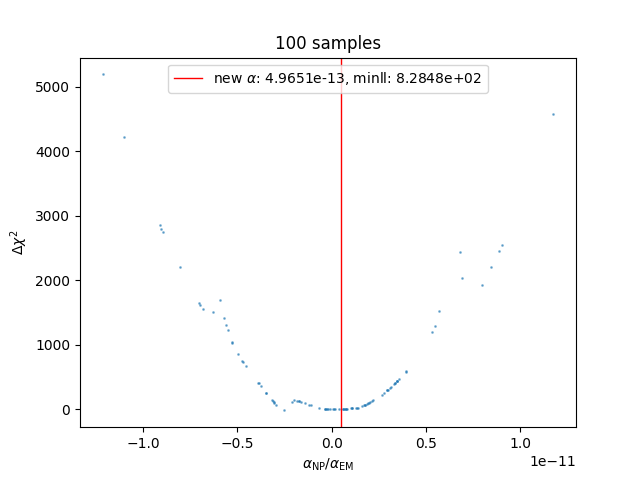 100 samples
new α: 4.9651e-13, minll: 8.2848e+02
Δχ²
5000
4000
3000
2000
1000
0
−1.0
−0.5
0.0
0.5
1.0
1e−11
α_NP/α_EM